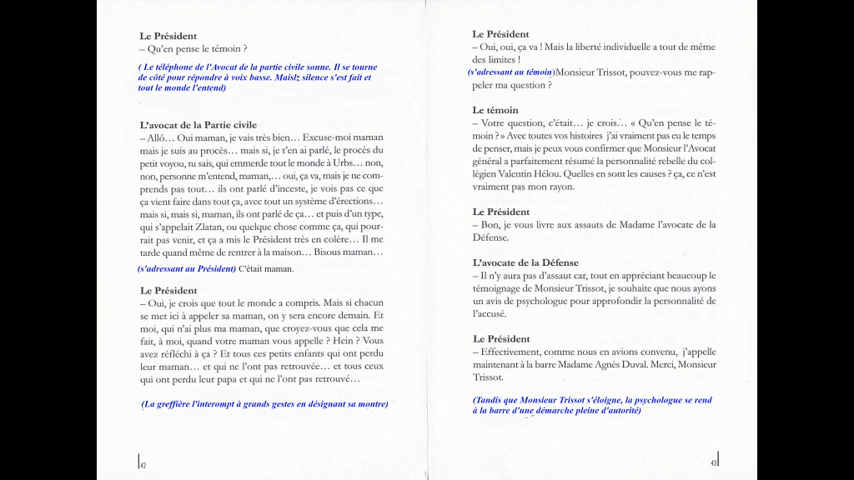 Le Président
– Qu'en pense le témoin ?
( Le téléphone de l'Avocat de la partie civile sonne. Il se tourne
de côté pour répondre à voix basse. Maislz silence s'est fait et
tout le monde l'entend)
L'avocat de la Partie civile
– Allô… Oui maman, je vais très bien… Excuse-moi maman
mais je suis au procès… mais si, je t'en ai parlé, le procès du
petit voyou, tu sais, qui emmerde tout le monde à Urbs… non,
non, personne m'entend, maman,… oui, ça va, mais je ne com-
prends pas tout… ils ont parlé d'inceste, je vois pas ce que
ça vient faire dans tout ça, avec tout un système d'érections…
mais si, mais si, maman, ils ont parlé de ça… et puis d'un type,
qui s'appelait Zlatan, ou quelque chose comme ça, qui pour-
rait pas venir, et ça a mis le Président très en colère… Il me
tarde quand même de rentrer à la maison… Bisous maman…
(s'adressant au Président) C'était maman.
Le Président
– Oui, je crois que tout le monde a compris. Mais si chacun
se met ici à appeler sa maman, on y sera encore demain. Et
moi, qui n'ai plus ma maman, que croyez-vous que cela me
fait, à moi, quand votre maman vous appelle ? Hein ? Vous
avez réfléchi à ça ? Et tous ces petits enfants qui ont perdu
leur maman… et qui ne l'ont pas retrouvée… et tous ceux
qui ont perdu leur papa et qui ne l'ont pas retrouvé…
(La greffière l'interompt à grands gestes en désignant sa montre)
42
Le Président
– Oui, oui, ça va ! Mais la liberté individuelle a tout de même
des limites !
(s'adressant au témoin)Monsieur Trissot, pouvez-vous me rap-
peler ma question ?
Le témoin
– Votre question, c'était… je crois… « Qu'en pense le té-
moin ? » Avec toutes vos histoires j'ai vraiment pas eu le temps
de penser, mais je peux vous confirmer que Monsieur l'Avocat
général a parfaitement résumé la personnalité rebelle du col-
légien Valentin Hélou. Quelles en sont les causes ? ça, ce n'est
vraiment pas mon rayon.
Le Président
– Bon, je vous livre aux assauts de Madame l'avocate de la
Défense.
L'avocate de la Défense
– Il n'y aura pas d'assaut car, tout en appréciant beaucoup le
témoignage de Monsieur Trissot, je souhaite que nous ayons
un avis de psychologue pour approfondir la personnalité de
l'accusé.
Le Président
– Effectivement, comme nous en avions convenu, j'appelle
maintenant à la barre Madame Agnès Duval. Merci, Monsieur
Trissot.
(Tandis que Monsieur Trissot s'éloigne, la psychologue se rend
à la barre d'une démarche pleine d'autorité)
43